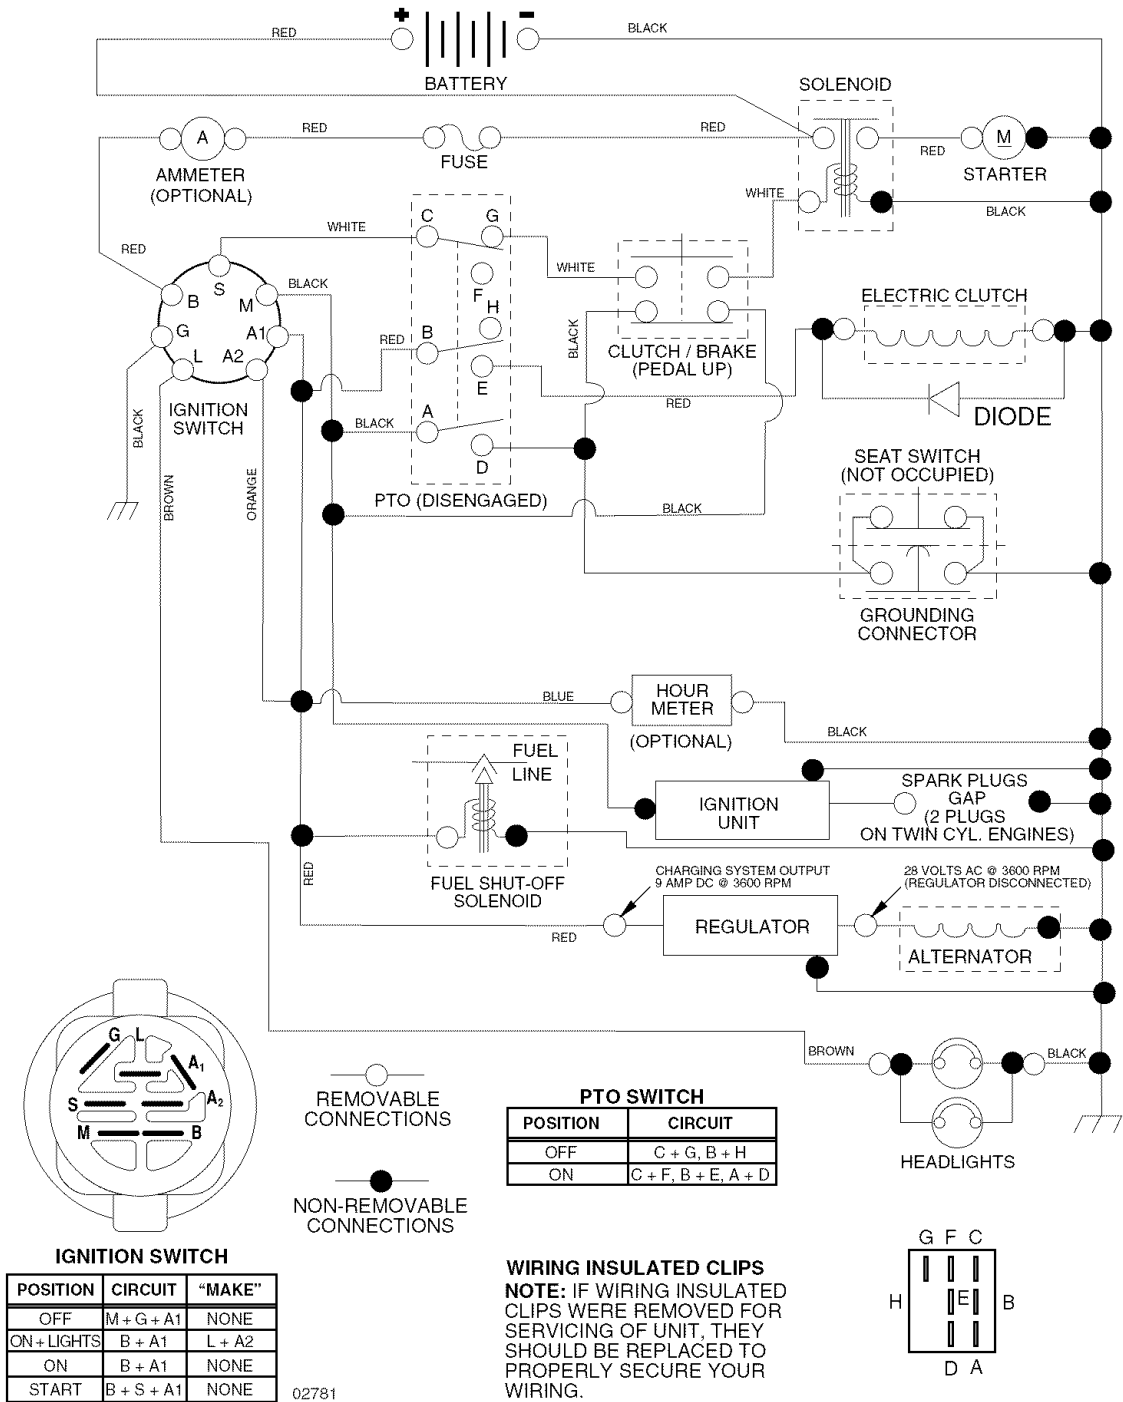 +
-
RED
BLACK
BATTERY
SOLENOID
A
RED
RED
M
AMMETER
(OPTIONAL)
FUSE
RED
STARTER
WHITE
BLACK
C
G
WHITE
RED
WHITE
F
S
BLACK
B
M
H
ELECTRIC CLUTCH
G
A1
B
RED
BLACK
L
A2
E
CLUTCH / BRAKE
(PEDAL UP)
RED
IGNITION
SWITCH
A
BLACK
DIODE
BLACK
D
SEAT SWITCH
(NOT OCCUPIED)
BROWN
ORANGE
PTO (DISENGAGED)
BLACK
GROUNDING
CONNECTOR
BLUE
HOUR
METER
(OPTIONAL)
BLACK
FUEL
LINE
IGNITION
UNIT
SPARK PLUGS
GAP
(2 PLUGS
ON TWIN CYL. ENGINES)
RED
FUEL SHUT-OFF
SOLENOID
CHARGING SYSTEM OUTPUT
9 AMP DC @ 3600 RPM
28 VOLTS AC @ 3600 RPM
(REGULATOR DISCONNECTED)
RED
REGULATOR
ALTERNATOR
G
L
A1
A2
S
M
B
BROWN
BLACK
HEADLIGHTS
REMOVABLE
CONNECTIONS
NON-REMOVABLE
CONNECTIONS
PTO SWITCH
POSITION CIRCUIT
OFF C + G, B + H
ON C + F, B + E, A + D
IGNITION SWITCH
POSITION CIRCUIT “MAKE”
OFF M + G + A1 NONE
ON + LIGHTS B + A1 L + A2
ON B + A1 NONE
START B + S + A1 NONE
02781
WIRING INSULATED CLIPS
NOTE: IF WIRING INSULATED
CLIPS WERE REMOVED FOR
SERVICING OF UNIT, THEY
SHOULD BE REPLACED TO
PROPERLY SECURE YOUR
WIRING.
G F C
H E B
D A